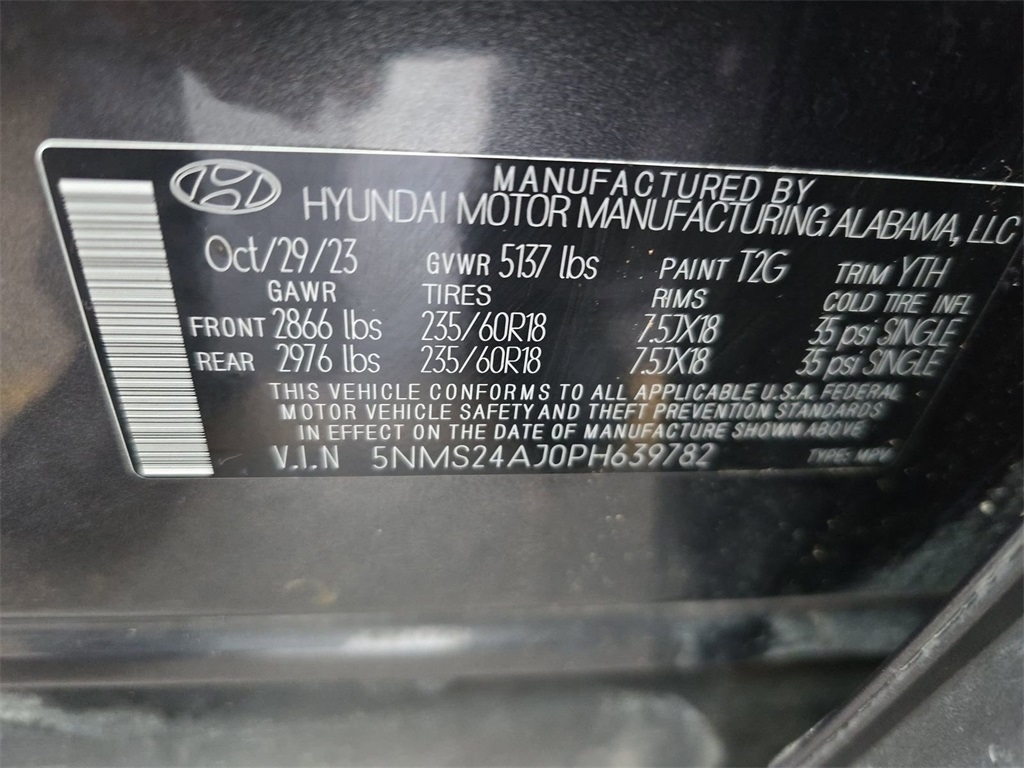 MANUFACTURED BY
HYUNDAI MOTOR MANUFACTURING ALABAMA, LLC
Oct/29/23 GVWR 5137 lbs PAINT T2G TRIM YTH
GAWR TIRES RIMS COLD TIRE INFL
FRONT 2866 lbs 235/60R18 7.5JX18 35 psi SINGLE
REAR 2976 lbs 235/60R18 7.5JX18 35 psi SINGLE
THIS VEHICLE CONFORMS TO ALL APPLICABLE U.S.A. FEDERAL
MOTOR VEHICLE SAFETY AND THEFT PREVENTION STANDARDS
IN EFFECT ON THE DATE OF MANUFACTURE SHOWN ABOVE
V.I.N 5NMS24AJ0PH639782 TYPE: MPV